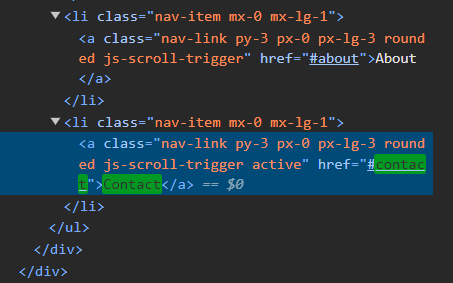 ▼<li class="nav-item mx-0 mx-lg-1">
<a class="nav-link py-3 px-0 px-lg-3 round
ed js-scroll-trigger" href="#about">About
</a>
</li>
▼<li class="nav-item mx-0 mx-lg-1">
<a class="nav-link py-3 px-0 px-lg-3 round
ed js-scroll-trigger active" href="#contac
t">Contact</a> == $0
</li>
</ul>
</div>
</div>